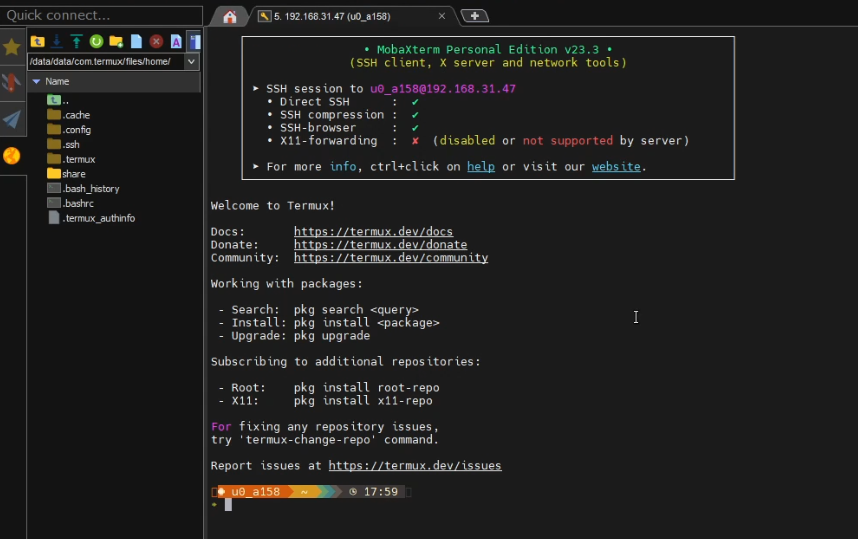 Quick connect...
5. 192.168.31.47 (u0_a158)
/data/data/com.termux/files/home/
Name
..
.cache
.config
.ssh
.termux
share
.bash_history
.bashrc
.termux_authinfo
• MobaXterm Personal Edition v23.3 •
(SSH client, X server and network tools)
➤ SSH session to u0_a158@192.168.31.47
• Direct SSH : ✔
• SSH compression : ✔
• SSH-browser : ✔
• X11-forwarding : ✘ (disabled or not supported by server)
➤ For more info, ctrl+click on help or visit our website.
Welcome to Termux!
Docs: https://termux.dev/docs
Donate: https://termux.dev/donate
Community: https://termux.dev/community
Working with packages:
- Search: pkg search <query>
- Install: pkg install <package>
- Upgrade: pkg upgrade
Subscribing to additional repositories:
- Root: pkg install root-repo
- X11: pkg install x11-repo
For fixing any repository issues,
try 'termux-change-repo' command.
Report issues at https://termux.dev/issues
u0_a158 ~ 17:59